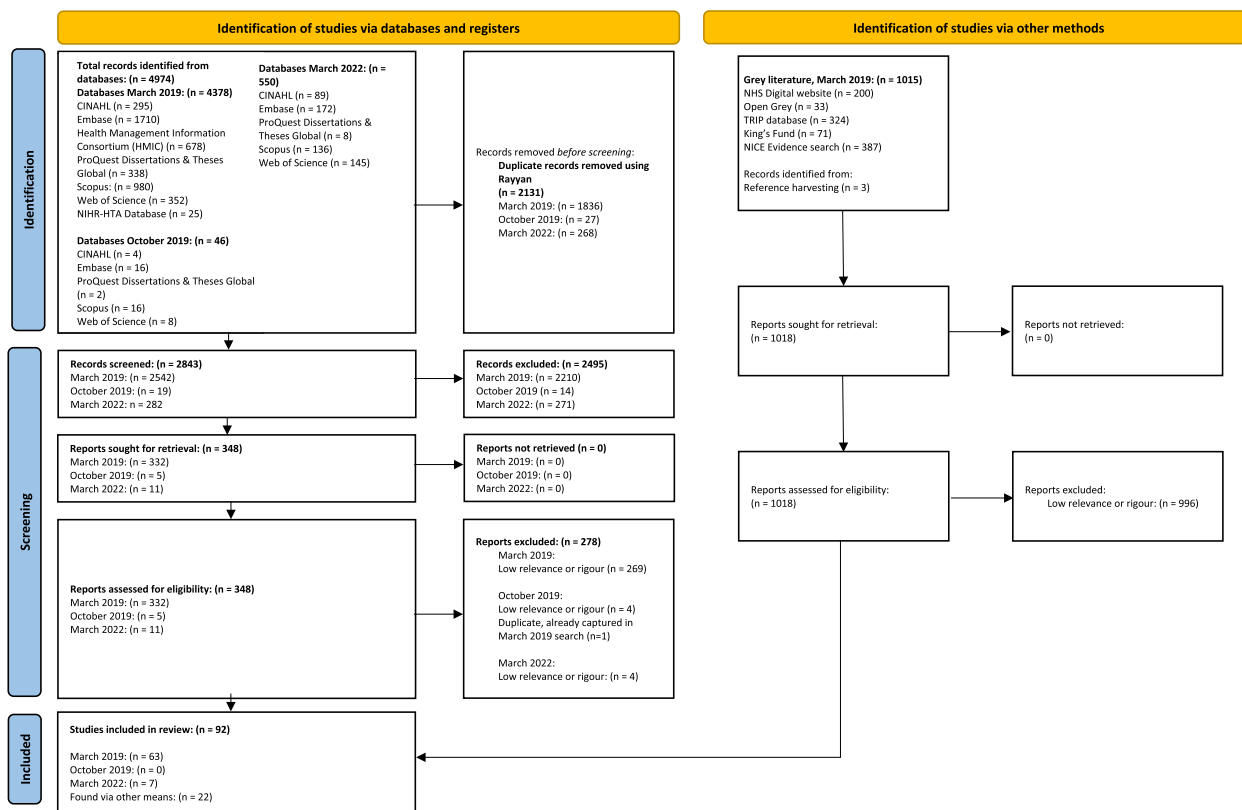 Identification of studies via databases and registers
Identification of studies via other methods
Identification
Total records identified from
databases: (n = 4974)
Databases March 2019: (n = 4378)
CINAHL (n = 295)
Embase (n = 1710)
Health Management Information
Consortium (HMIC) (n = 678)
ProQuest Dissertations & Theses
Global (n = 338)
Scopus: (n = 980)
Web of Science (n = 352)
NIHR-HTA Database (n = 25)
Databases October 2019: (n = 46)
CINAHL (n = 4)
Embase (n = 16)
ProQuest Dissertations & Theses Global
(n = 2)
Scopus (n = 16)
Web of Science (n = 8)
Databases March 2022: (n =
550)
CINAHL (n = 89)
Embase (n = 172)
ProQuest Dissertations &
Theses Global (n = 8)
Scopus (n = 136)
Web of Science (n = 145)
Records removed before screening:
Duplicate records removed using
Rayyan
(n = 2131)
March 2019: (n = 1836)
October 2019: (n = 27)
March 2022: (n = 268)
Grey literature, March 2019: (n = 1015)
NHS Digital website (n = 200)
Open Grey (n = 33)
TRIP database (n = 324)
King's Fund (n = 71)
NICE Evidence search (n = 387)
Records identified from:
Reference harvesting (n = 3)
Screening
Records screened: (n = 2843)
March 2019: (n = 2542)
October 2019: (n = 19)
March 2022: n = 282
Records excluded: (n = 2495)
March 2019: (n = 2210)
October 2019 (n = 14)
March 2022: (n = 271)
Reports sought for retrieval:
(n = 1018)
Reports not retrieved:
(n = 0)
Reports sought for retrieval: (n = 348)
March 2019: (n = 332)
October 2019: (n = 5)
March 2022: (n = 11)
Reports not retrieved (n = 0)
March 2019: (n = 0)
October 2019: (n = 0)
March 2022: (n = 0)
Reports assessed for eligibility:
(n = 1018)
Reports excluded:
Low relevance or rigour: (n = 996)
Reports assessed for eligibility: (n = 348)
March 2019: (n = 332)
October 2019: (n = 5)
March 2022: (n = 11)
Reports excluded: (n = 278)
March 2019:
Low relevance or rigour (n = 269)
October 2019:
Low relevance or rigour (n = 4)
Duplicate, already captured in
March 2019 search (n=1)
March 2022:
Low relevance or rigour: (n = 4)
Included
Studies included in review: (n = 92)
March 2019: (n = 63)
October 2019: (n = 0)
March 2022: (n = 7)
Found via other means: (n = 22)